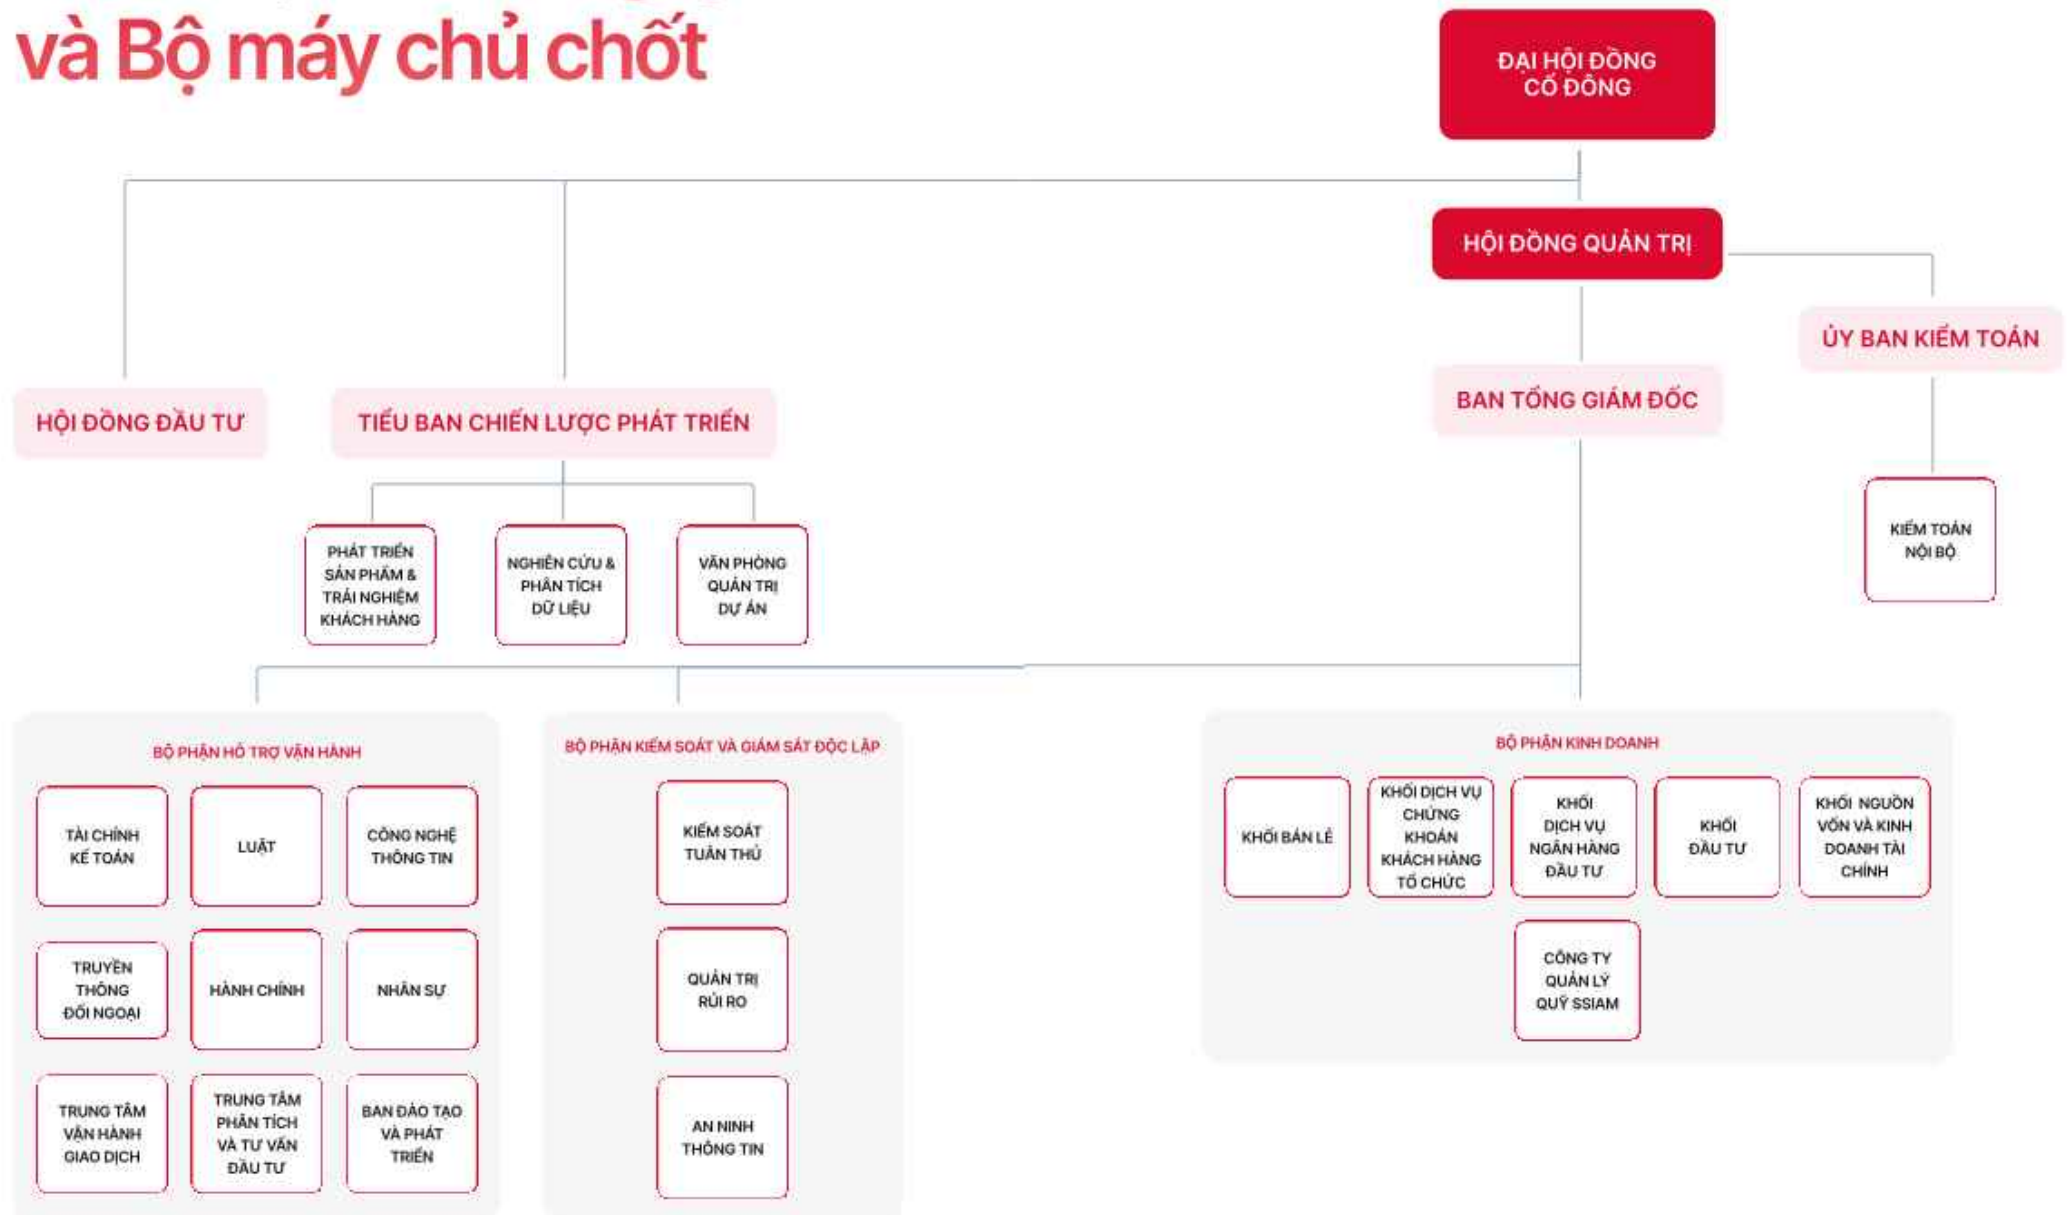 và Bộ máy chủ chốt
ĐẠI HỘI ĐỒNG
CỔ ĐÔNG
HỘI ĐỒNG QUẢN TRỊ
ỦY BAN KIỂM TOÁN
BAN TỔNG GIÁM ĐỐC
HỘI ĐỒNG ĐẦU TƯ
TIỂU BAN CHIẾN LƯỢC PHÁT TRIỂN
KIỂM TOÁN
NỘI BỘ
PHÁT TRIỂN
SẢN PHẨM &
TRẢI NGHIỆM
KHÁCH HÀNG
NGHIÊN CỨU &
PHÂN TÍCH
DỮ LIỆU
VĂN PHÒNG
QUẢN TRỊ
DỰ ÁN
BỘ PHẬN HỖ TRỢ VẬN HÀNH
TÀI CHÍNH
KẾ TOÁN
LUẬT
CÔNG NGHỆ
THÔNG TIN
TRUYỀN
THÔNG
ĐỐI NGOẠI
HÀNH CHÍNH
NHÂN SỰ
TRUNG TÂM
VẬN HÀNH
GIAO DỊCH
TRUNG TÂM
PHÂN TÍCH
VÀ TƯ VẤN
ĐẦU TƯ
BAN ĐÀO TẠO
VÀ PHÁT
TRIỂN
BỘ PHẬN KIỂM SOÁT VÀ GIÁM SÁT ĐỘC LẬP
KIỂM SOÁT
TUÂN THỦ
QUẢN TRỊ
RỦI RO
AN NINH
THÔNG TIN
BỘ PHẬN KINH DOANH
KHỐI BÁN LẺ
KHỐI DỊCH VỤ
CHỨNG
KHOÁN
KHÁCH HÀNG
TỔ CHỨC
KHỐI
DỊCH VỤ
NGÂN HÀNG
ĐẦU TƯ
KHỐI
ĐẦU TƯ
KHỐI NGUỒN
VỐN VÀ KINH
DOANH TÀI
CHÍNH
CÔNG TY
QUẢN LÝ
QUỸ SSIAM